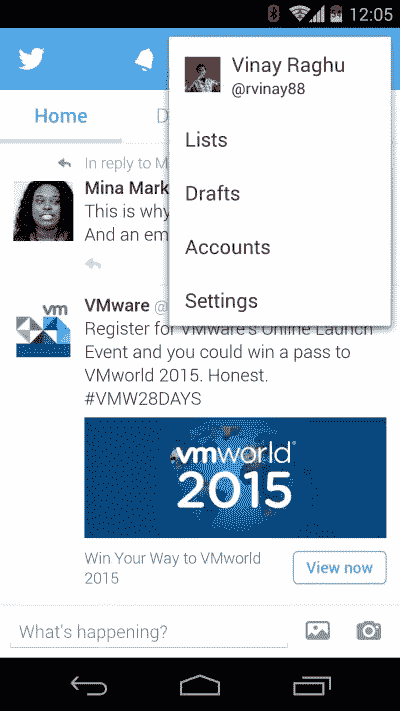 12:05
Vinay Raghu
@rvinay88
Home
D
Lists
In reply to M
Mina Mark
This is why
Drafts
And an em
Accounts
VMware @
Settings
Register for VMware's Online Launch
Event and you could win a pass to
VMworld 2015. Honest.
#VMW28DAYS
vm
vmworld
2015
Win Your Way to VMworld
2015
View now
What's happening?